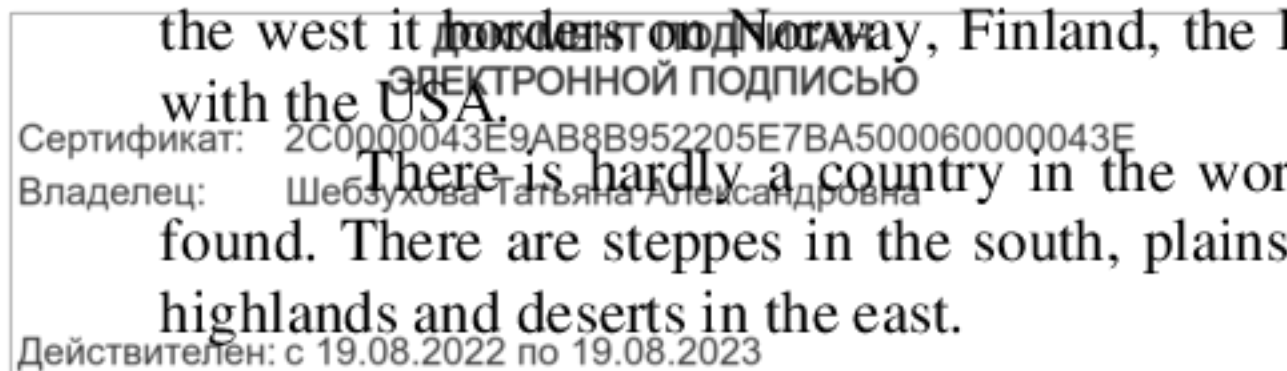 the west it borders on Norway, Finland, the
ДОКУМЕНТ ПОДПИСАН
ЭЛЕКТРОННОЙ ПОДПИСЬЮ
with the USA.
Сертификат: 2C0000043E9AB8B952205E7BA500060000043E
There is hardly a country in the
Владелец: Шебзухова Татьяна Александровна
found. There are steppes in the south, plains
highlands and deserts in the east.
Действителен: с 19.08.2022 по 19.08.2023